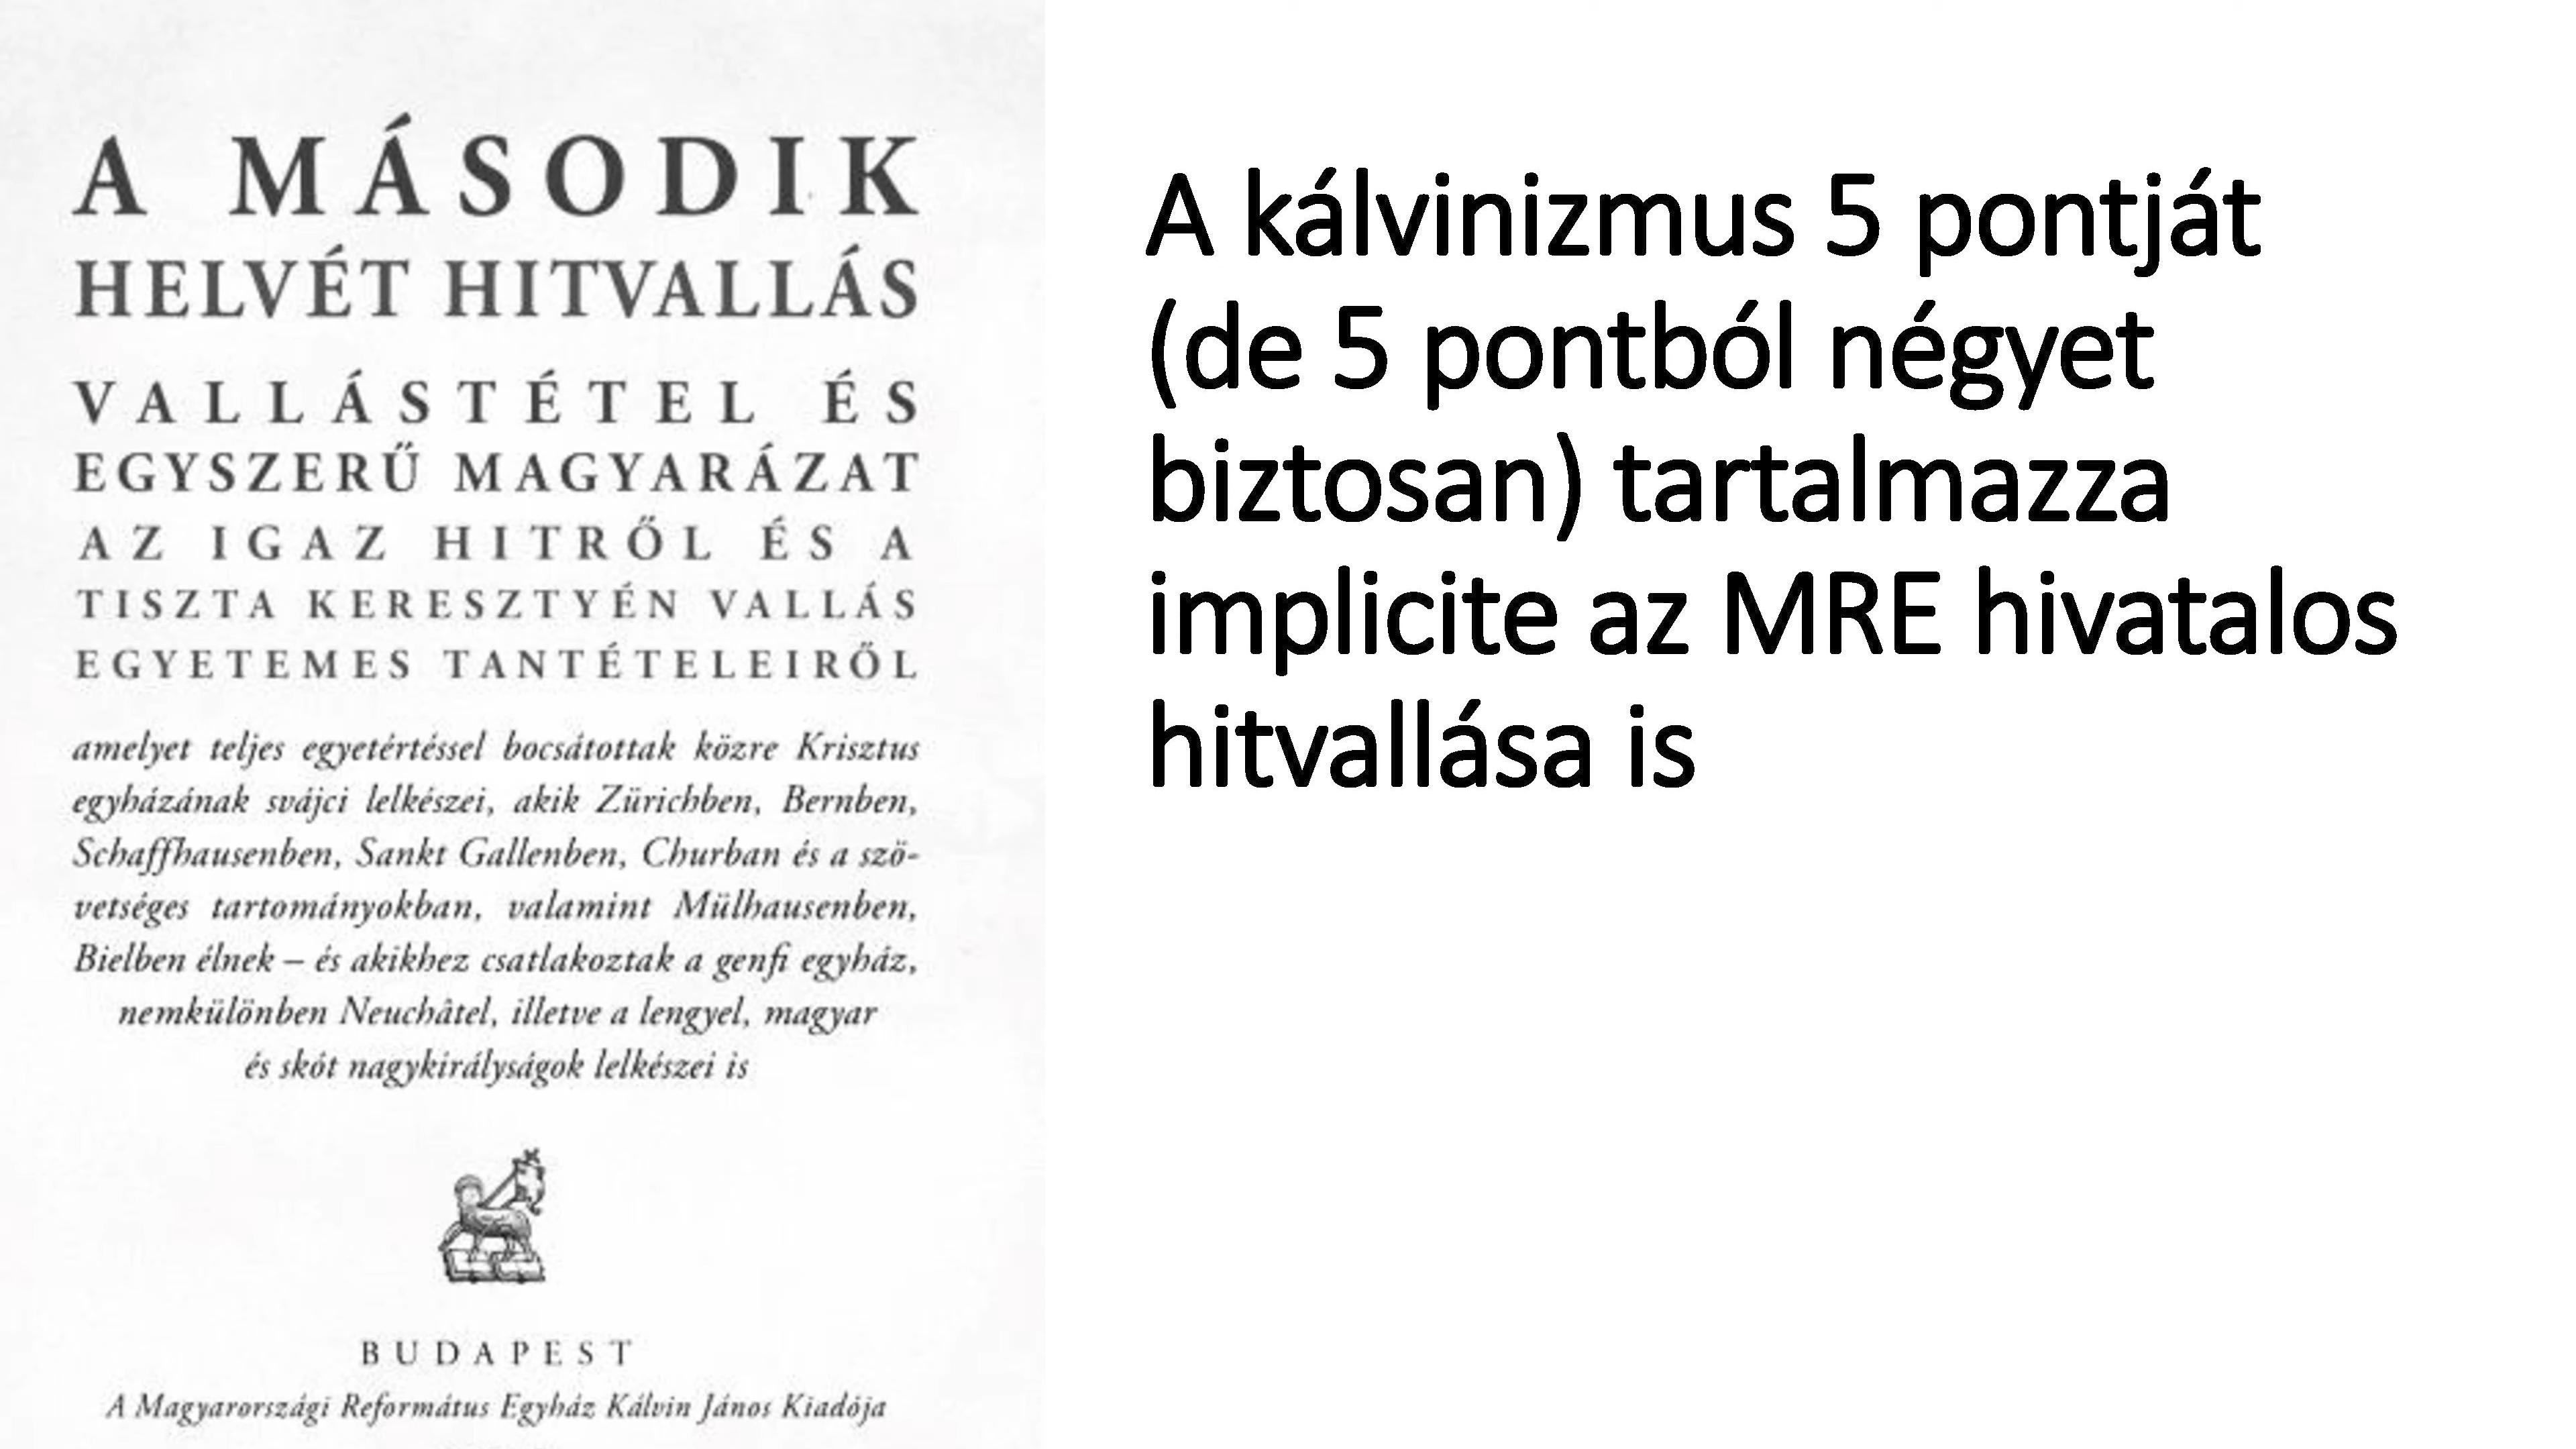 A MÁSODIK
HELVÉT HITVALLÁS
VALLÁSTÉTEL ÉS
EGYSZERŰ MAGYARÁZAT
AZ IGAZ HITRŐL ÉS A
TISZTA KERESZTYÉN VALLÁS
EGYETEMES TANTÉTELEIRŐL
amelyet teljes egyetértéssel bocsátottak közre Krisztus
egyházának svájci lelkészei, akik Zürichben, Bernben,
Schaffhausenben, Sankt Gallenben, Churban és a szö-
vetséges tartományokban, valamint Mülhausenben,
Bielben élnek – és akikhez csatlakoztak a genfi egyház,
nemkülönben Neuchâtel, illetve a lengyel, magyar
és skót nagykirályságok lelkészei is
BUDAPEST
A Magyarországi Református Egyház Kálvin János Kiadója
A kálvinizmus 5 pontját
(de 5 pontból négyet
biztosan) tartalmazza
implicite az MRE hivatalos
hitvallása is